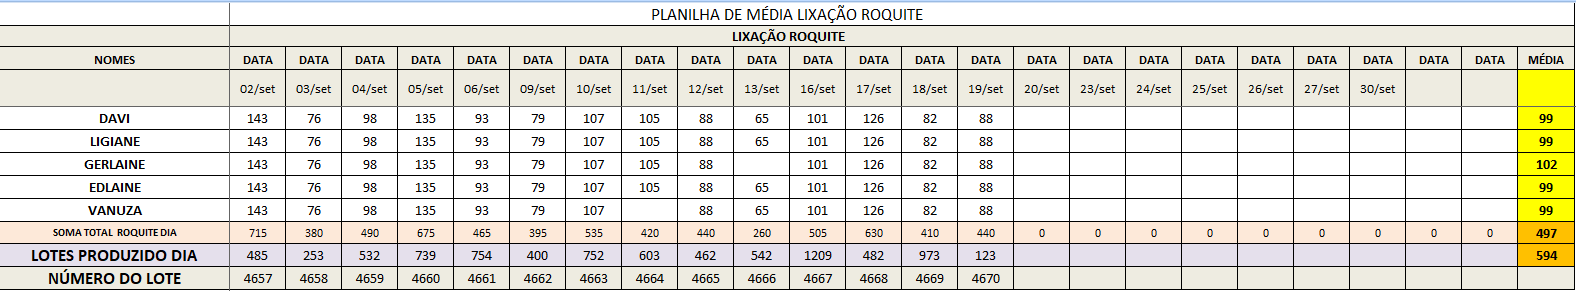 PLANILHA DE MÉDIA LIXAÇÃO ROQUITE
LIXAÇÃO ROQUITE
NOMES DATA DATA DATA DATA DATA DATA DATA DATA DATA DATA DATA DATA DATA DATA DATA DATA DATA DATA DATA DATA DATA DATA DATA MÉDIA
02/set 03/set 04/set 05/set 06/set 09/set 10/set 11/set 12/set 13/set 16/set 17/set 18/set 19/set 20/set 23/set 24/set 25/set 26/set 27/set 30/set
DAVI 143 76 98 135 93 79 107 105 88 65 101 126 82 88 99
LIGIANE 143 76 98 135 93 79 107 105 88 65 101 126 82 88 99
GERLAINE 143 76 98 135 93 79 107 105 88 101 126 82 88 102
EDLAINE 143 76 98 135 93 79 107 105 88 65 101 126 82 88 99
VANUZA 143 76 98 135 93 79 107 88 65 101 126 82 88 99
SOMA TOTAL ROQUITE DIA 715 380 490 675 465 395 535 420 440 260 505 630 410 440 0 0 0 0 0 0 0 0 0 497
LOTES PRODUZIDO DIA 485 253 532 739 754 400 752 603 462 542 1209 482 973 123 594
NÚMERO DO LOTE 4657 4658 4659 4660 4661 4662 4663 4664 4665 4666 4667 4668 4669 4670